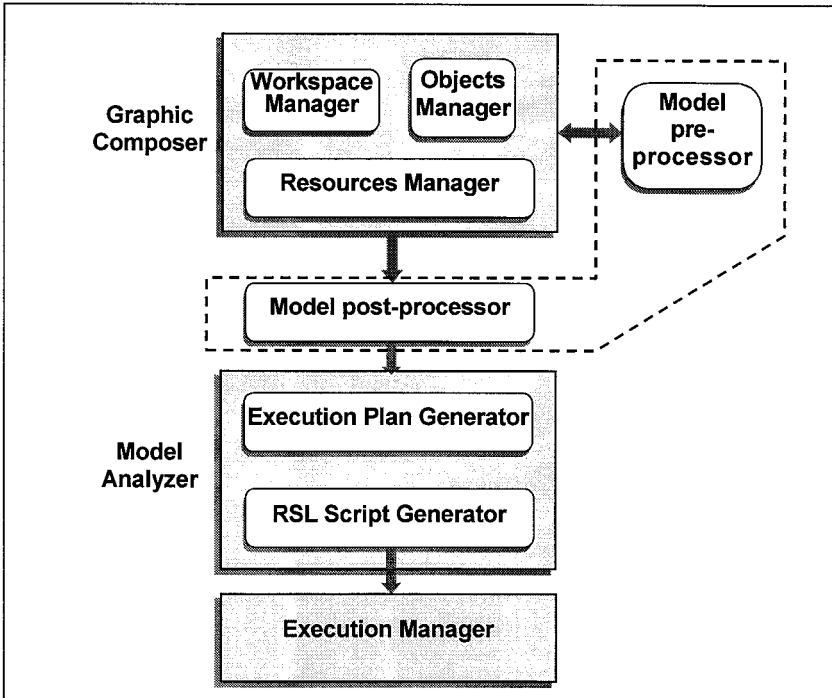 Graphic
Composer
Workspace
Manager
Objects
Manager
Resources Manager
Model
pre-
processor
Model post-processor
Model
Analyzer
Execution Plan Generator
RSL Script Generator
Execution Manager